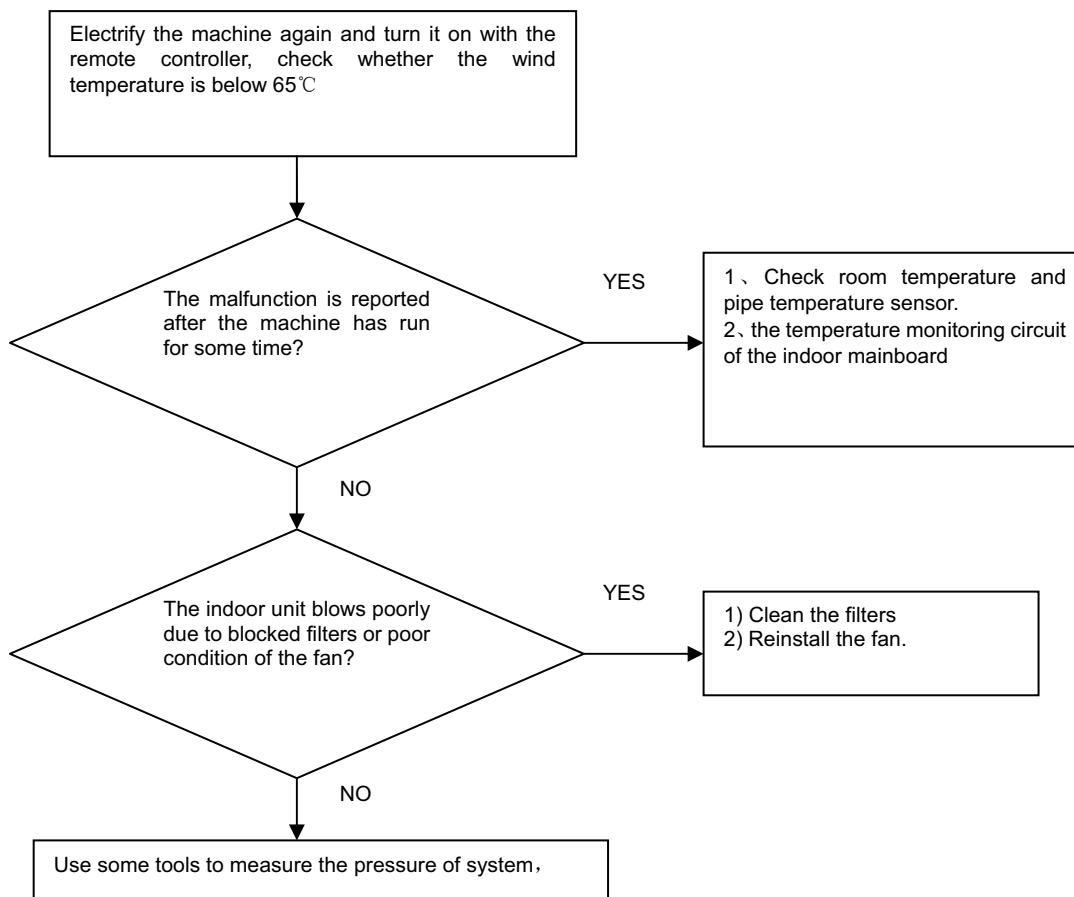 Electrify the machine again and turn it on with the
remote controller, check whether the wind
temperature is below 65℃
The malfunction is reported
after the machine has run
for some time?
YES
1、Check room temperature and
pipe temperature sensor.
2、the temperature monitoring circuit
of the indoor mainboard
NO
The indoor unit blows poorly
due to blocked filters or poor
condition of the fan?
YES
1) Clean the filters
2) Reinstall the fan.
NO
Use some tools to measure the pressure of system，